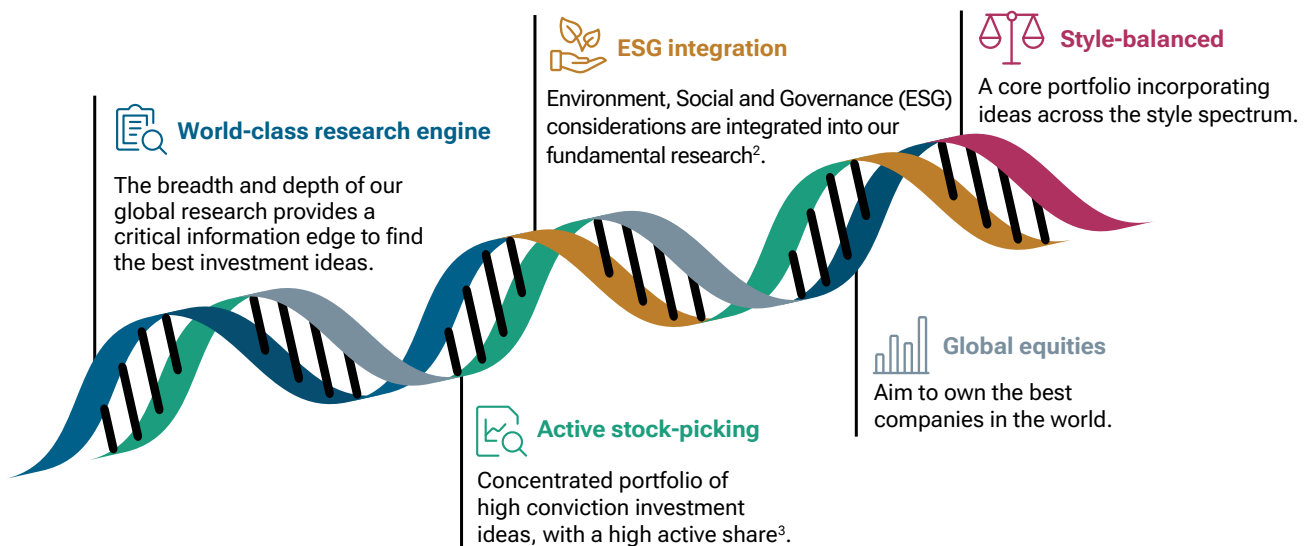 World-class research engine
The breadth and depth of our
global research provides a
critical information edge to find
the best investment ideas.
Active stock-picking
Concentrated portfolio of
high conviction investment
ideas, with a high active share³.
ESG integration
Environment, Social and Governance (ESG)
considerations are integrated into our
fundamental research².
Global equities
Aim to own the best
companies in the world.
Style-balanced
A core portfolio incorporating
ideas across the style spectrum.